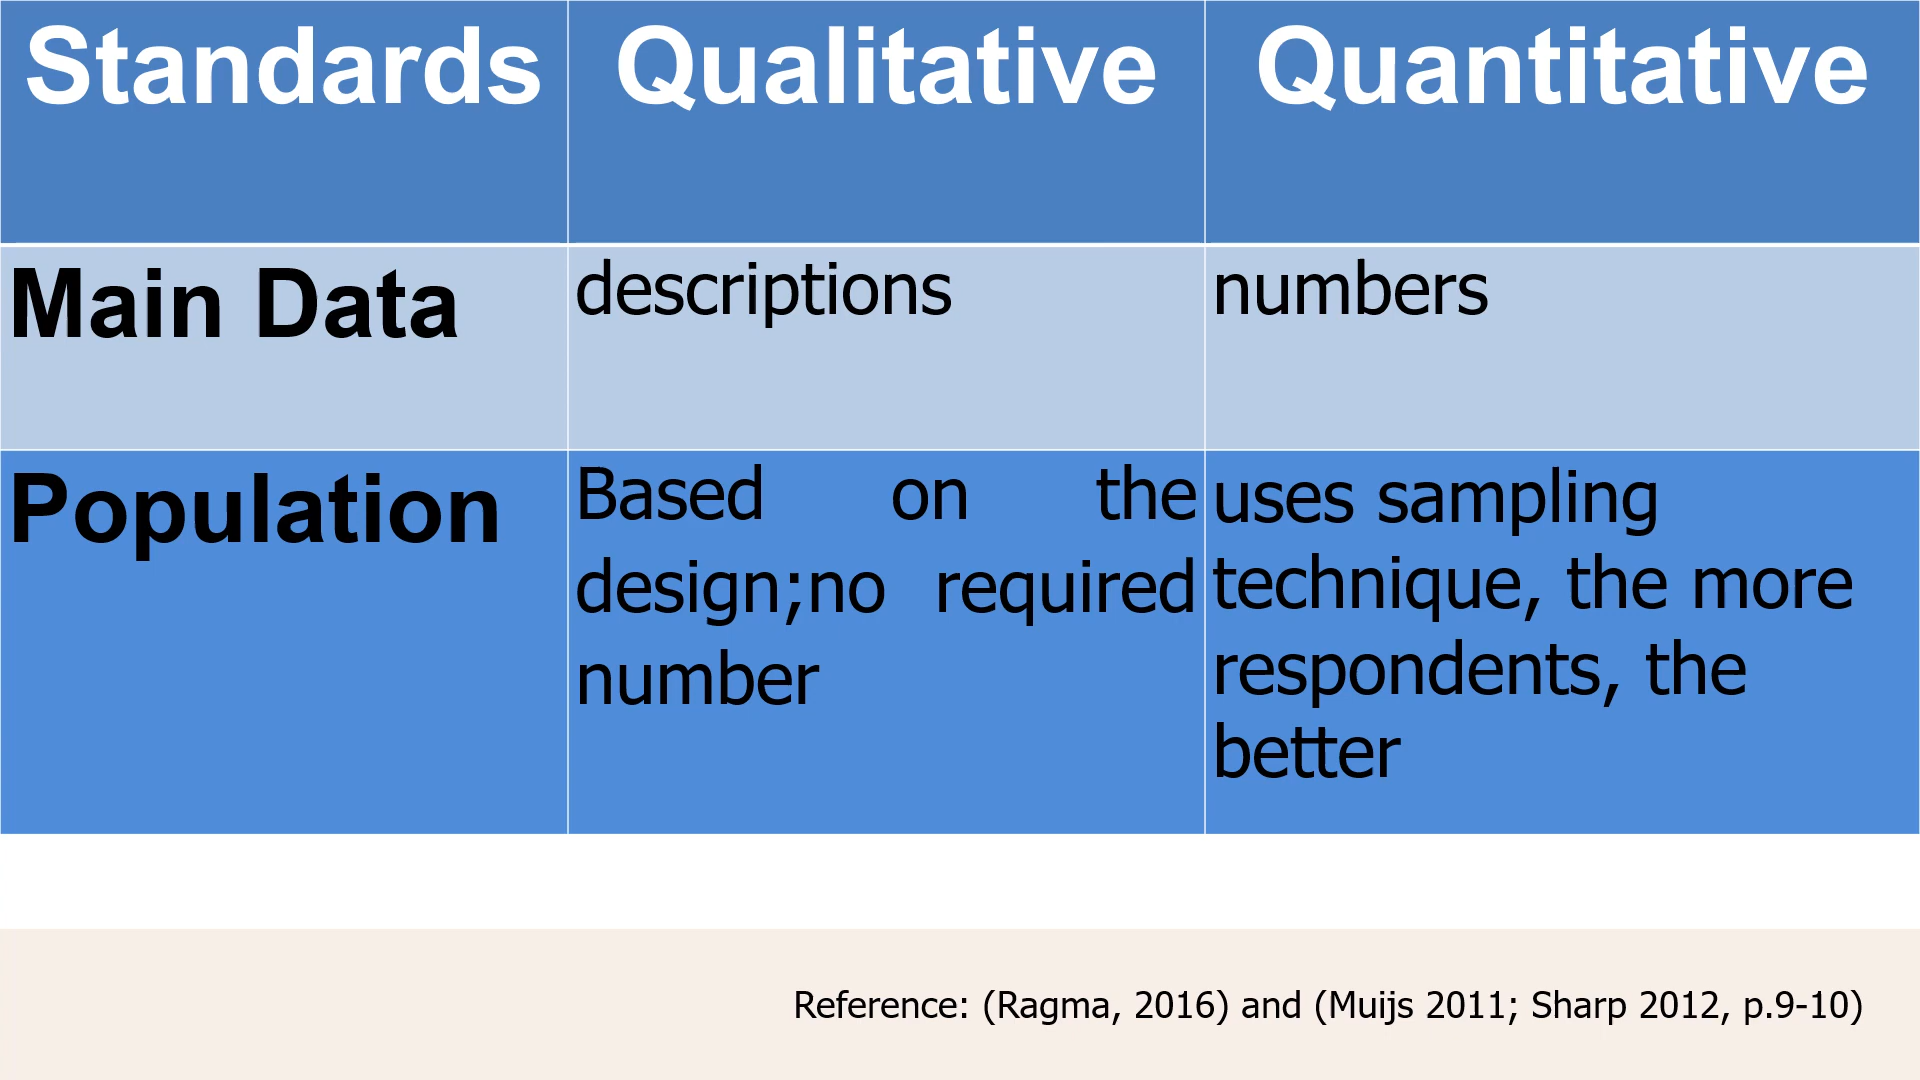 Standards Qualitative Quantitative
Main Data descriptions numbers
Population
Based on the
design;no required
number
uses sampling
technique, the more
respondents, the
better
Reference: (Ragma, 2016) and (Muijs 2011; Sharp 2012, p.9-10)